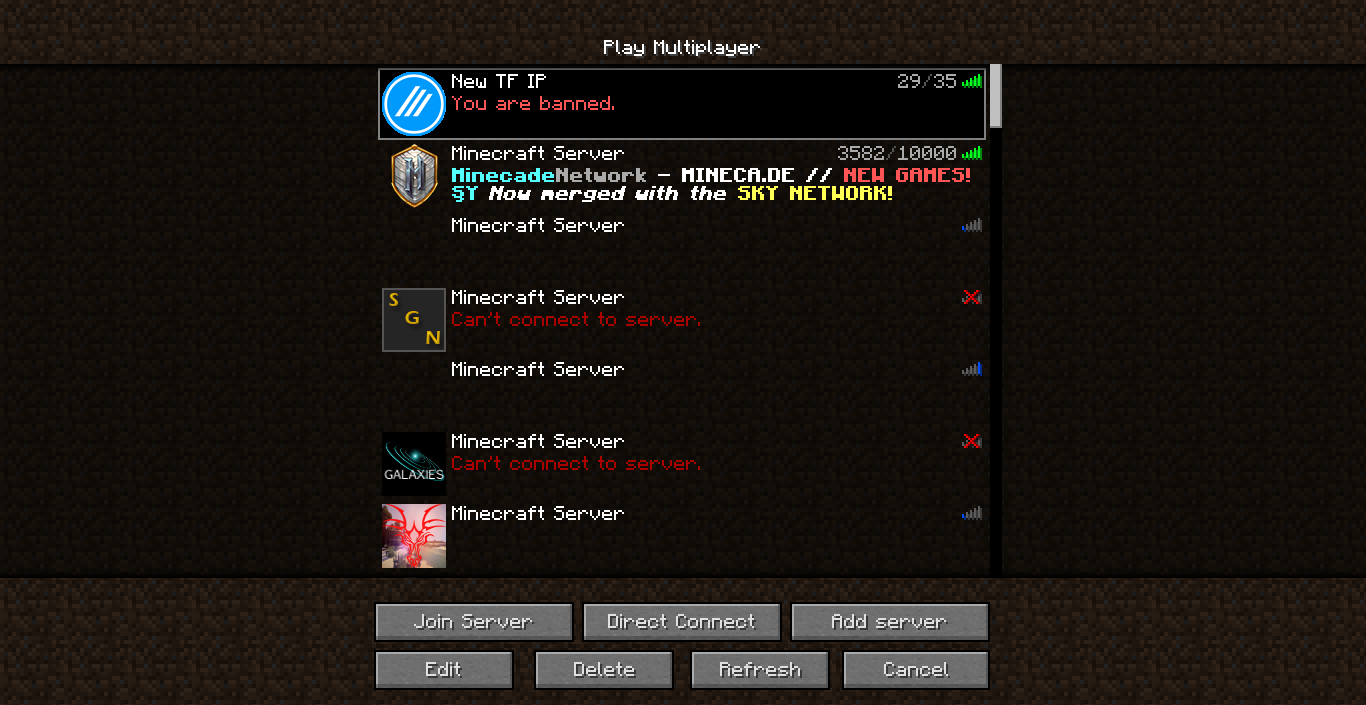 Play Multiplayer
New TF IP 29/35
You are banned.
Minecraft Server 3582/10000
MinecadeNetwork - MINECA.DE // NEW GAMES!
§Y Now merged with the SKY NETWORK!
Minecraft Server
S
G
N
Minecraft Server
Can't connect to server.
Minecraft Server
GALAXIES
Minecraft Server
Can't connect to server.
Minecraft Server
Join Server Direct Connect Add server
Edit Delete Refresh Cancel